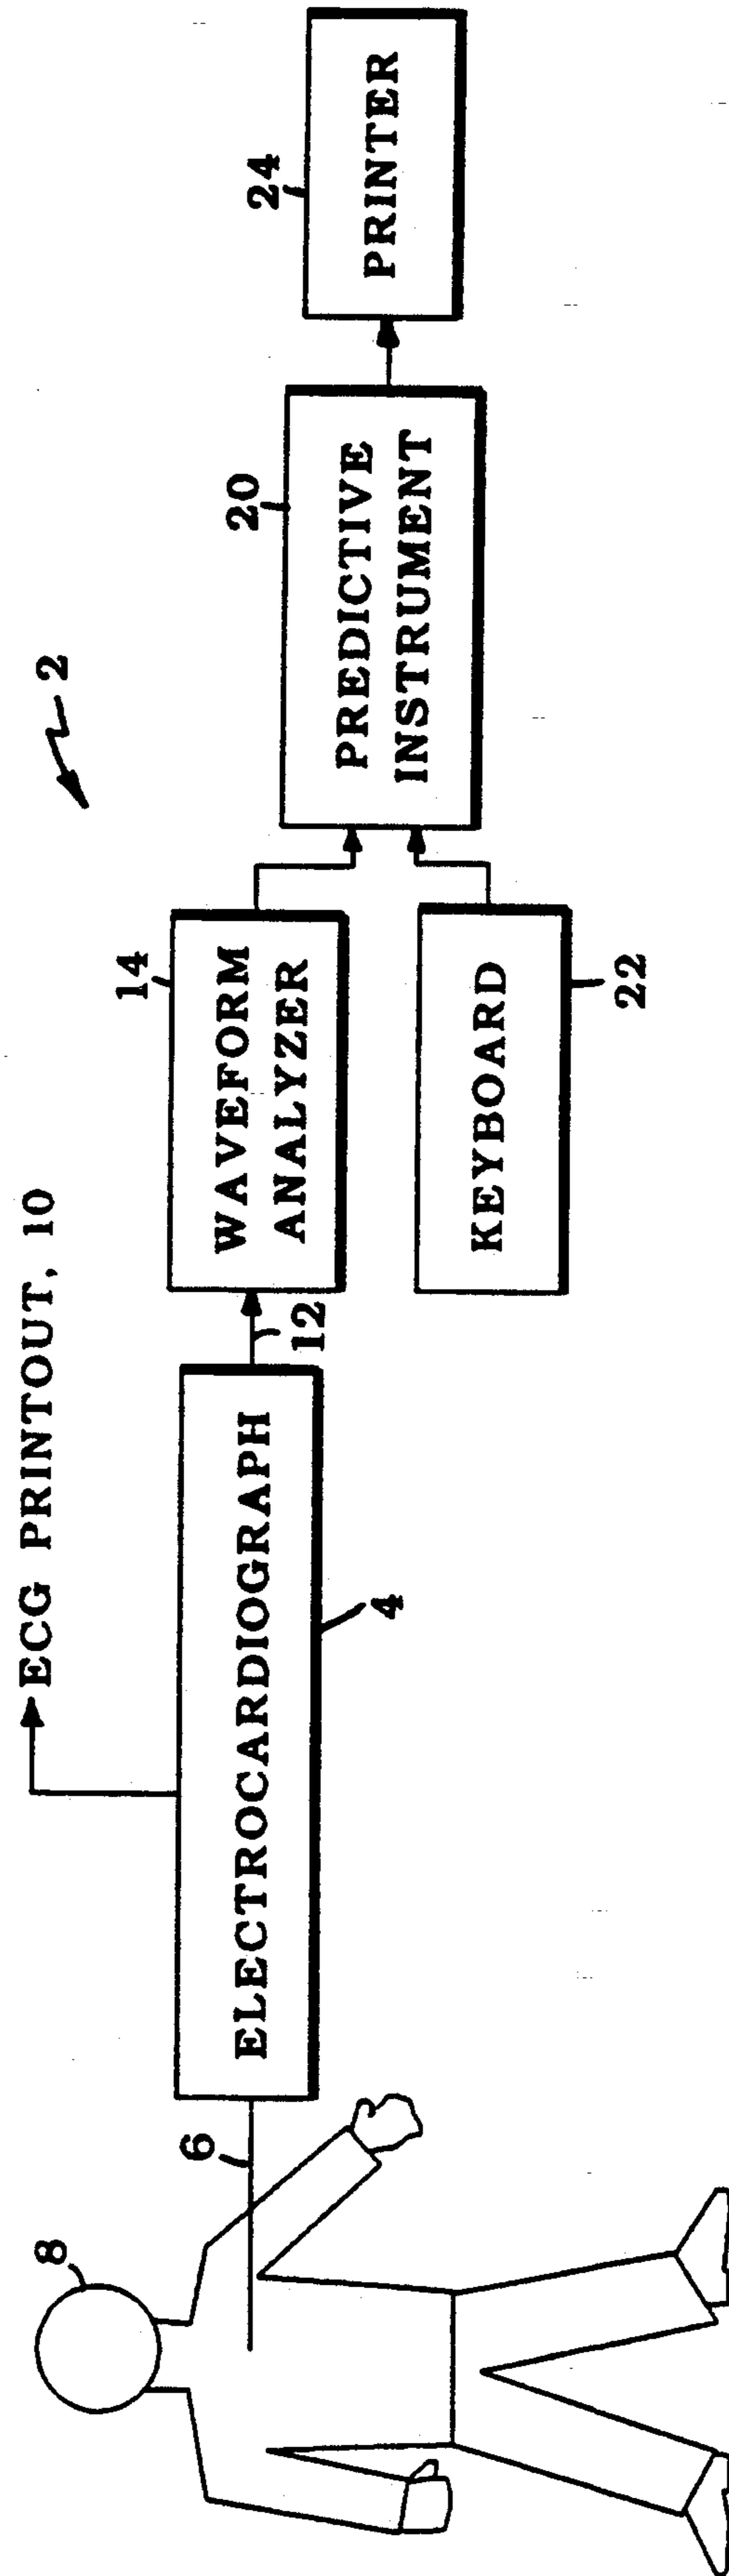 2
ECG PRINTOUT, 10
8
6
ELECTROCARDIOGRAPH
4
12
14
WAVEFORM
ANALYZER
KEYBOARD
22
20
PREDICTIVE
INSTRUMENT
24
PRINTER